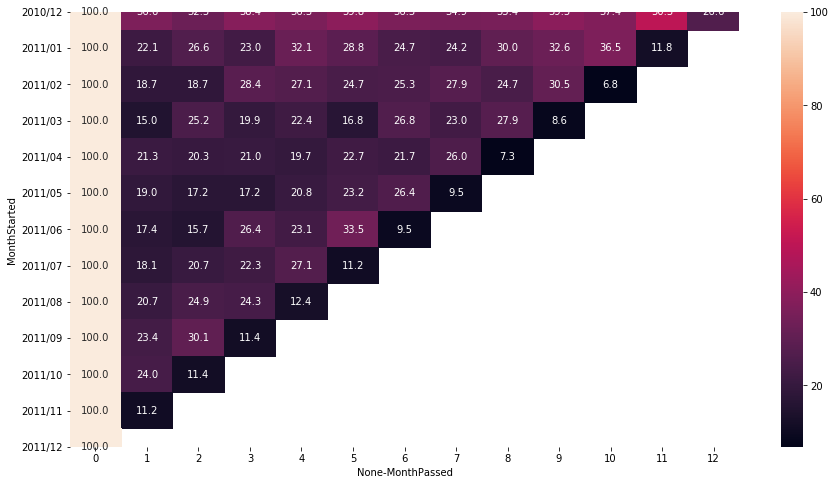 2010/12 100.0
2011/01 100.0 22.1 26.6 23.0 32.1 28.8 24.7 24.2 30.0 32.6 36.5 11.8
2011/02 100.0 18.7 18.7 28.4 27.1 24.7 25.3 27.9 24.7 30.5 6.8
2011/03 100.0 15.0 25.2 19.9 22.4 16.8 26.8 23.0 27.9 8.6
2011/04 100.0 21.3 20.3 21.0 19.7 22.7 21.7 26.0 7.3
2011/05 100.0 19.0 17.2 17.2 20.8 23.2 26.4 9.5
2011/06 100.0 17.4 15.7 26.4 23.1 33.5 9.5
2011/07 100.0 18.1 20.7 22.3 27.1 11.2
2011/08 100.0 20.7 24.9 24.3 12.4
2011/09 100.0 23.4 30.1 11.4
2011/10 100.0 24.0 11.4
2011/11 100.0 11.2
2011/12 100.0
0 1 2 3 4 5 6 7 8 9 10 11 12
None-MonthPassed
MonthStarted
100
80
60
40
20